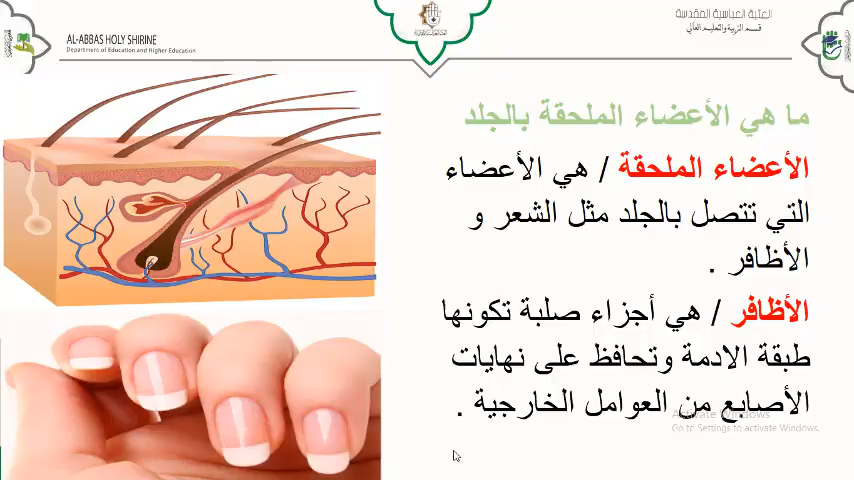 AL-ABBAS HOLY SHIRINE
Department of Education and Higher Education
العتبة العباسية المقدسة
قسم التربية والتعليم العالي
ما هي الأعضاء الملحقة بالجلد
الأعضاء الملحقة / هي الأعضاء
التي تتصل بالجلد مثل الشعر و
الأظافر .
الأظافر / هي أجزاء صلبة تكونها
طبقة الادمة وتحافظ على نهايات
الأصابع من العوامل الخارجية .
Activate Windows
Go to Settings to activate Windows.